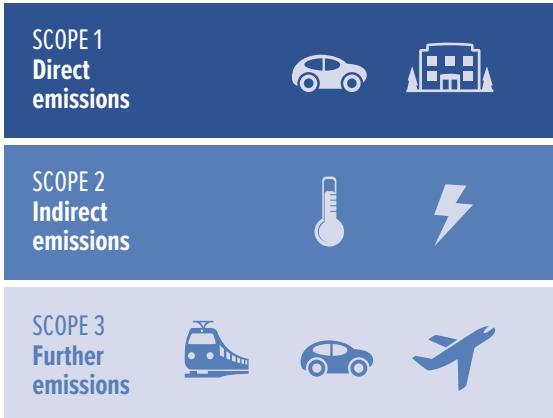 SCOPE 1
Direct
emissions
SCOPE 2
Indirect
emissions
SCOPE 3
Further
emissions